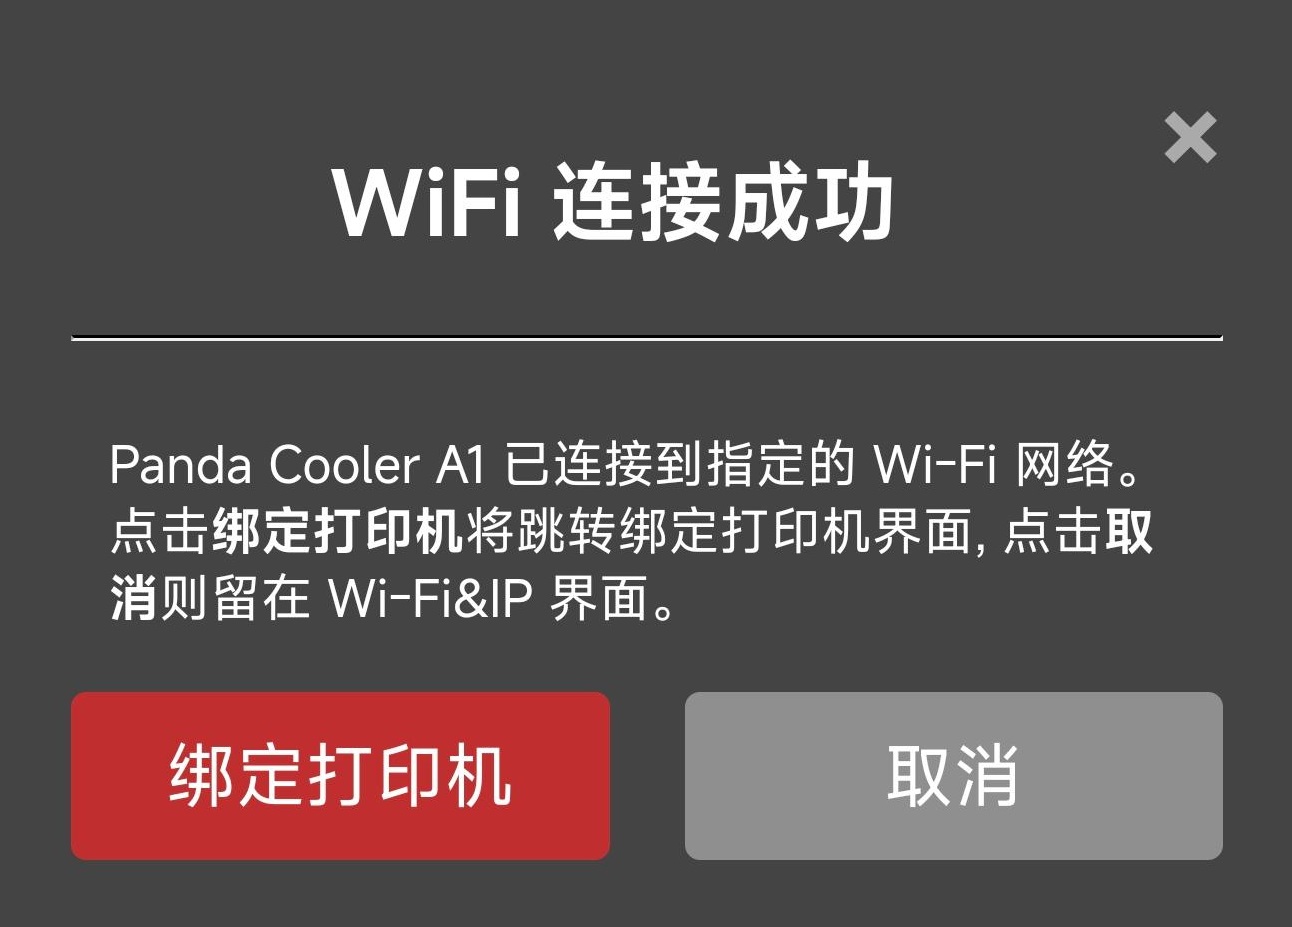 WiFi 连接成功
Panda Cooler A1 已连接到指定的 Wi-Fi 网络。
点击绑定打印机将跳转绑定打印机界面, 点击取
消则留在 Wi-Fi&IP 界面。
绑定打印机
取消